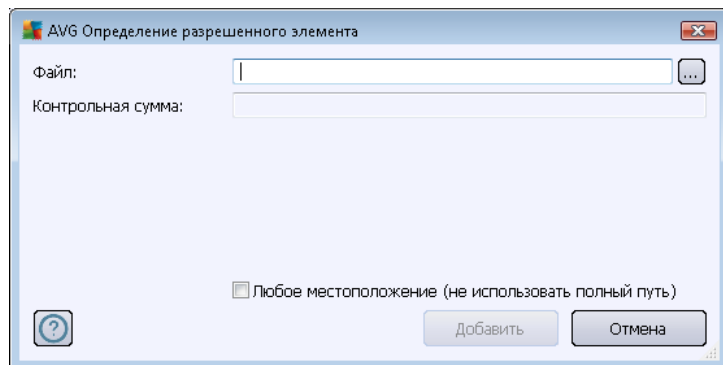 AVG Определение разрешенного элемента
Файл:
...
Контрольная сумма:
Любое местоположение (не использовать полный путь)
?
Добавить
Отмена